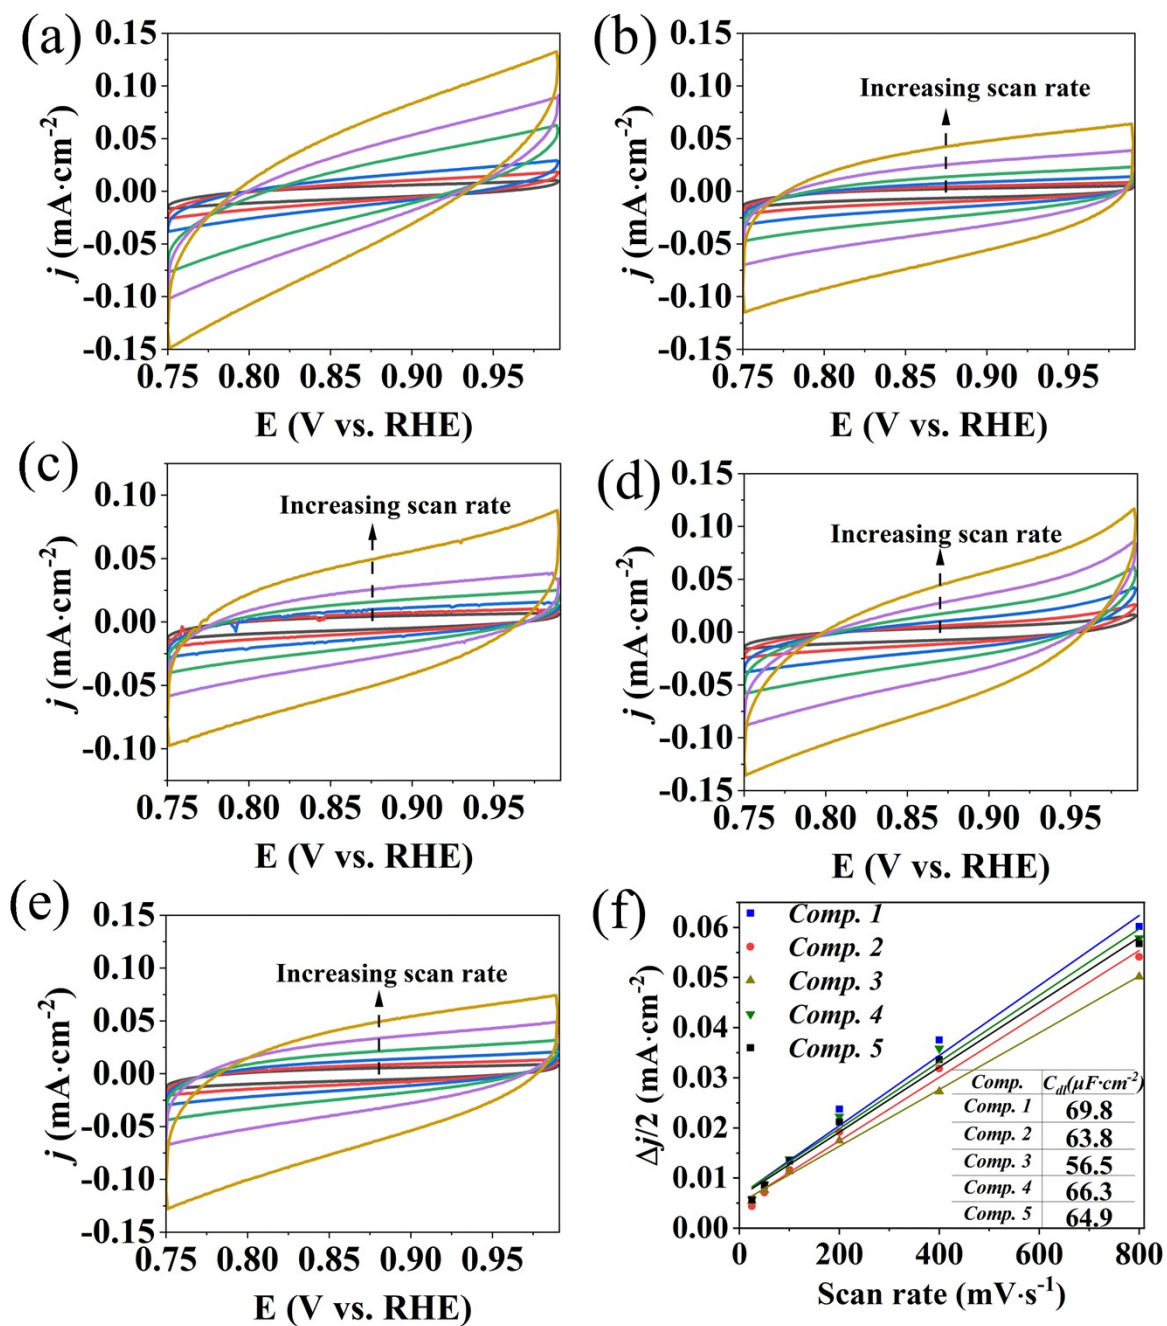 (a)
0.15
0.10
0.05
0.00
-0.05
-0.10
-0.15
j (mA·cm⁻²)
0.75 0.80 0.85 0.90 0.95
E (V vs. RHE)
(b)
0.15
0.10
0.05
0.00
-0.05
-0.10
-0.15
j (mA·cm⁻²)
Increasing scan rate
0.75 0.80 0.85 0.90 0.95
E (V vs. RHE)
(c)
0.10
0.05
0.00
-0.05
-0.10
j (mA·cm⁻²)
Increasing scan rate
0.75 0.80 0.85 0.90 0.95
E (V vs. RHE)
(d)
0.15
0.10
0.05
0.00
-0.05
-0.10
-0.15
j (mA·cm⁻²)
Increasing scan rate
0.75 0.80 0.85 0.90 0.95
E (V vs. RHE)
(e)
0.15
0.10
0.05
0.00
-0.05
-0.10
-0.15
j (mA·cm⁻²)
Increasing scan rate
0.75 0.80 0.85 0.90 0.95
E (V vs. RHE)
(f)
0.06
0.05
0.04
0.03
0.02
0.01
0.00
Δj/2 (mA·cm⁻²)
Comp. 1
Comp. 2
Comp. 3
Comp. 4
Comp. 5
Comp. C_dl(μF·cm⁻²)
Comp. 1 69.8
Comp. 2 63.8
Comp. 3 56.5
Comp. 4 66.3
Comp. 5 64.9
0 200 400 600 800
Scan rate (mV·s⁻¹)